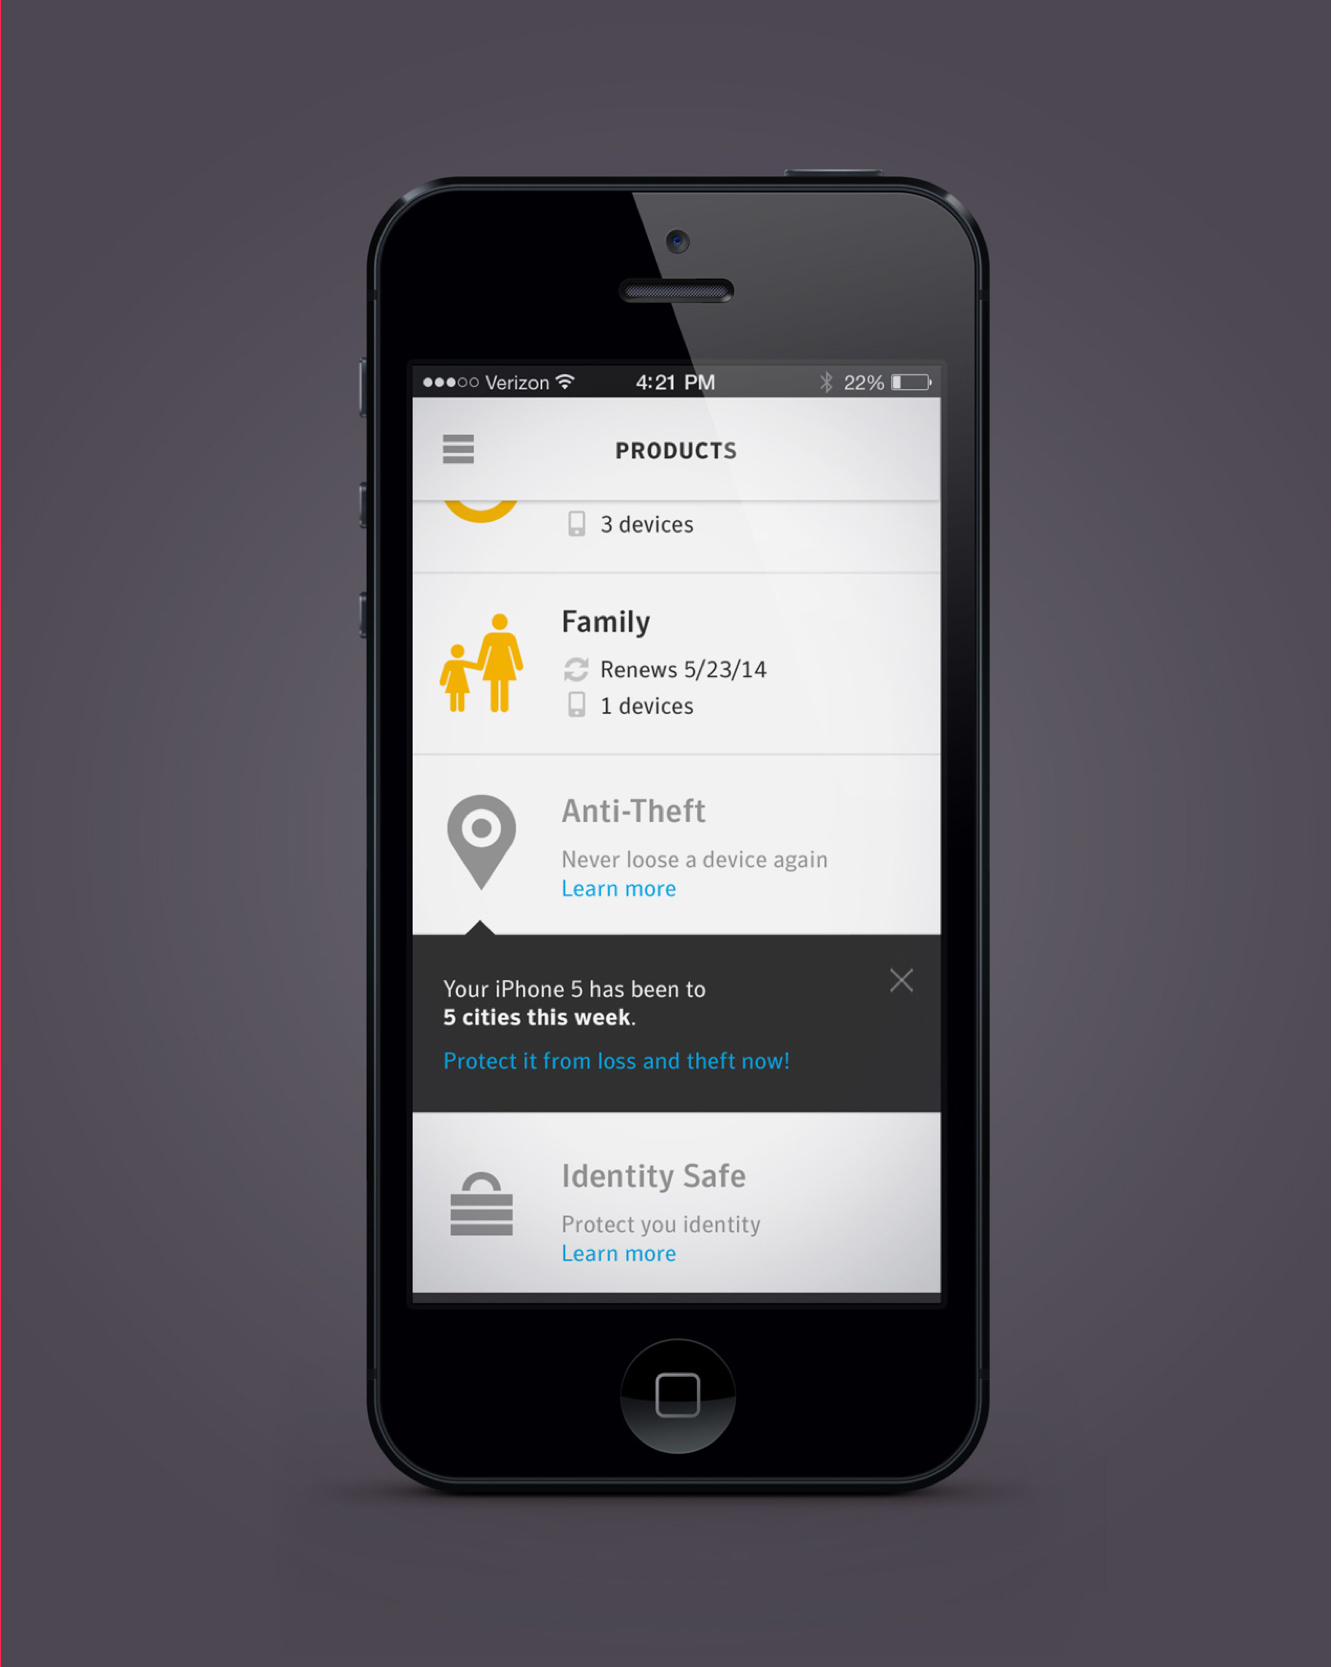 Verizon 4:21 PM 22%
PRODUCTS
3 devices
Family
Renews 5/23/14
1 devices
Anti-Theft
Never loose a device again
Learn more
Your iPhone 5 has been to
5 cities this week.
Protect it from loss and theft now!
Identity Safe
Protect you identity
Learn more